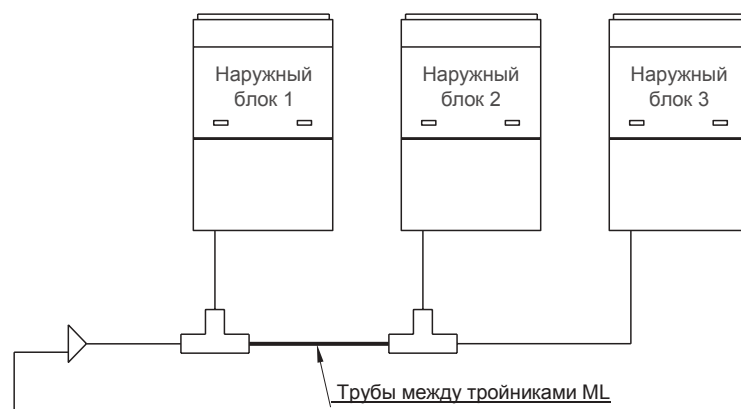 Наружный
блок 1
Наружный
блок 2
Наружный
блок 3
Трубы между тройниками ML